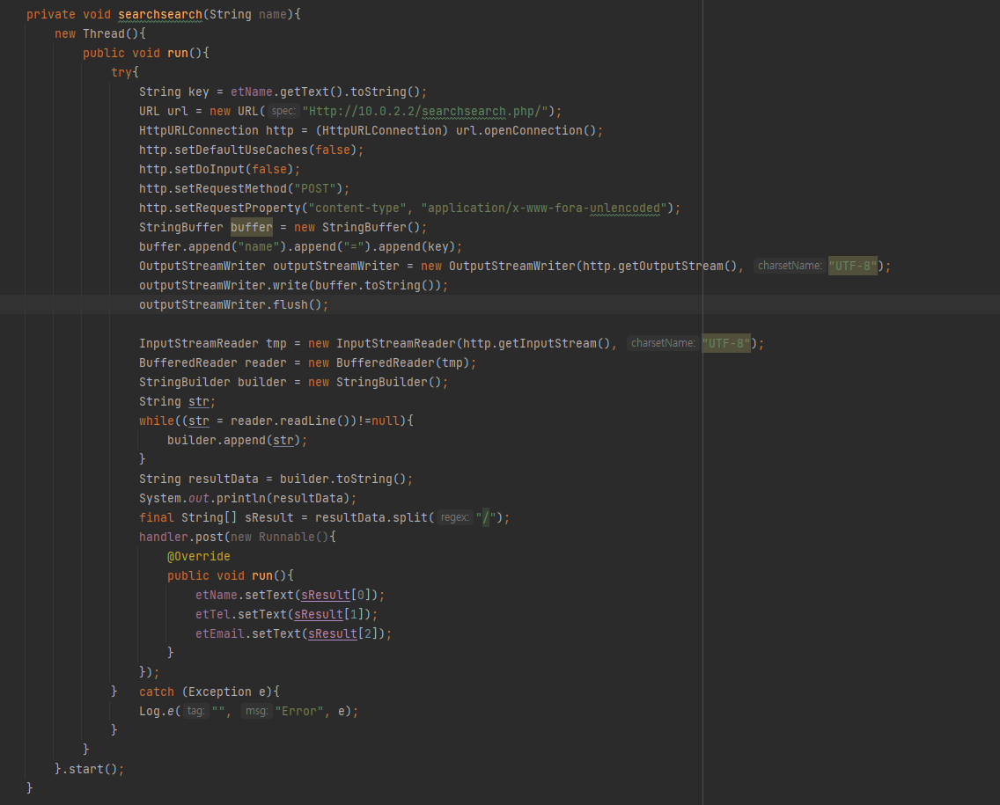 private void searchsearch(String name){
new Thread(){
public void run(){
try{
String key = etName.getText().toString();
URL url = new URL( spec: "Http://10.0.2.2/searchsearch.php/");
HttpURLConnection http = (HttpURLConnection) url.openConnection();
http.setDefaultUseCaches(false);
http.setDoInput(false);
http.setRequestMethod("POST");
http.setRequestProperty("content-type", "application/x-www-fora-unlencoded");
StringBuffer buffer = new StringBuffer();
buffer.append("name").append("=").append(key);
OutputStreamWriter outputStreamWriter = new OutputStreamWriter(http.getOutputStream(), charsetName: "UTF-8");
outputStreamWriter.write(buffer.toString());
outputStreamWriter.flush();
InputStreamReader tmp = new InputStreamReader(http.getInputStream(), charsetName: "UTF-8");
BufferedReader reader = new BufferedReader(tmp);
StringBuilder builder = new StringBuilder();
String str;
while((str = reader.readLine())!=null){
builder.append(str);
}
String resultData = builder.toString();
System.out.println(resultData);
final String[] sResult = resultData.split( regex: "/");
handler.post(new Runnable(){
@Override
public void run(){
etName.setText(sResult[0]);
etTel.setText(sResult[1]);
etEmail.setText(sResult[2]);
}
});
} catch (Exception e){
Log.e( tag: "", msg: "Error", e);
}
}
}.start();
}